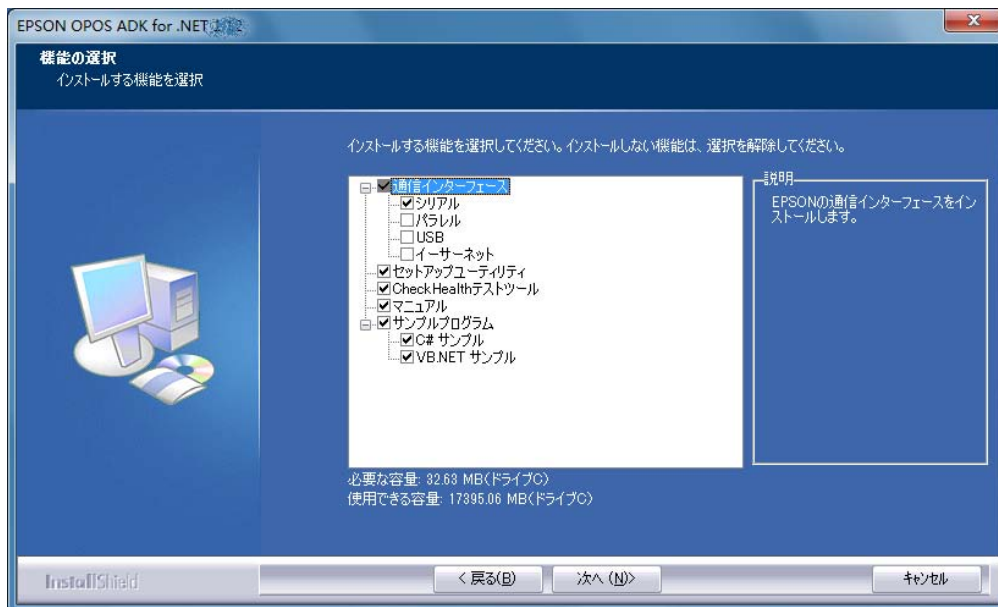 EPSON OPOS ADK for .NET
機能の選択
インストールする機能を選択
インストールする機能を選択してください。インストールしない機能は、選択を解除してください。
通信インターフェース
シリアル
パラレル
USB
イーサーネット
セットアップユーティリティ
CheckHealthテストツール
マニュアル
サンプルプログラム
C# サンプル
VB.NET サンプル
説明
EPSONの通信インターフェースをイン
ストールします。
必要な容量: 32.63 MB(ドライブC)
使用できる容量: 17395.06 MB(ドライブC)
InstallShield
< 戻る(B)
次へ (N)>
キャンセル